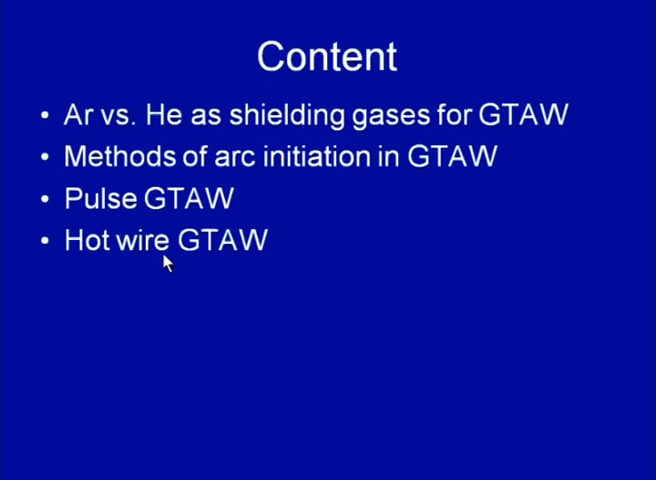 Content
• Ar vs. He as shielding gases for GTAW
• Methods of arc initiation in GTAW
• Pulse GTAW
• Hot wire GTAW